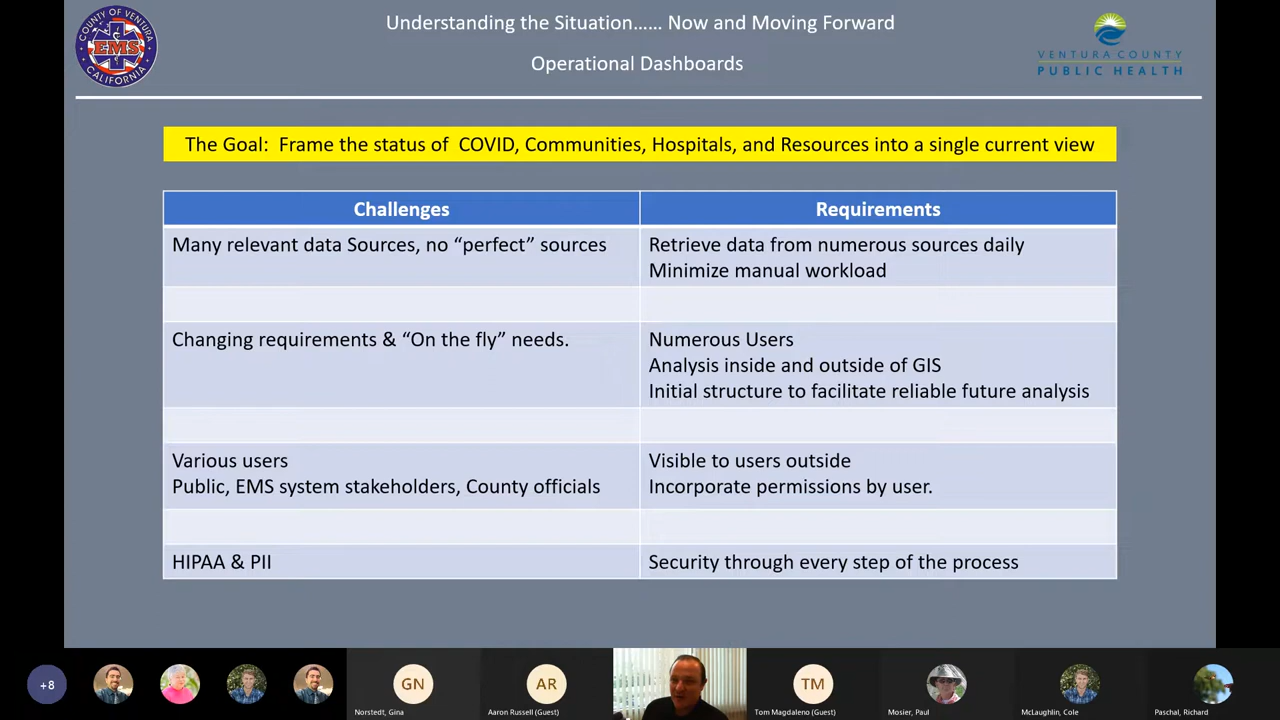 Understanding the Situation...... Now and Moving Forward
Operational Dashboards
COUNTY OF VENTURA
EMS
CALIFORNIA
VENTURA COUNTY
PUBLIC HEALTH
The Goal: Frame the status of COVID, Communities, Hospitals, and Resources into a single current view
Challenges
Requirements
Many relevant data Sources, no “perfect” sources
Retrieve data from numerous sources daily
Minimize manual workload
Changing requirements & “On the fly” needs.
Numerous Users
Analysis inside and outside of GIS
Initial structure to facilitate reliable future analysis
Various users
Public, EMS system stakeholders, County officials
Visible to users outside
Incorporate permissions by user.
HIPAA & PII
Security through every step of the process
+8
GN
AR
TM
Norstedt, Gina
Aaron Russell (Guest)
Tom Magdaleno (Guest)
Mosier, Paul
McLaughlin, Cole
Paschal, Richard